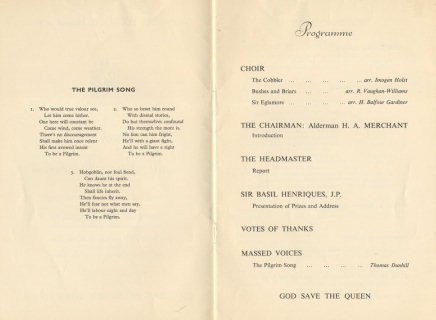 THE PILGRIM SONG
1. Who would true valour see,
Let him come hither.
One here will constant be
Come wind, come weather.
There's no discouragement
Shall make him once relent
His first avowed intent
To be a Pilgrim.
2. Who so beset him round
With dismal stories,
Do but themselves confound
His strength the more is.
No foes can him fright,
He'll with a giant fight,
And he will have a right
To be a Pilgrim.
3. Hobgoblin, nor foul fiend,
Can daunt his spirit,
He knows he at the end
Shall life inherit.
Then fancies fly away,
He'll fear not what men say,
He'll labour night and day
To be a Pilgrim.
Programme
CHOIR
The Cobbler ... ... ... ... ... arr. Imogen Holst
Bushes and Briars ... ... arr. R. Vaughan-Williams
Sir Eglamore ... ... ... arr. H. Balfour Gardiner
THE CHAIRMAN: Alderman H. A. MERCHANT
Introduction
THE HEADMASTER
Report
SIR BASIL HENRIQUES, J.P.
Presentation of Prizes and Address
VOTES OF THANKS
MASSED VOICES
The Pilgrim Song ... ... ... ... Thomas Dunhill
GOD SAVE THE QUEEN